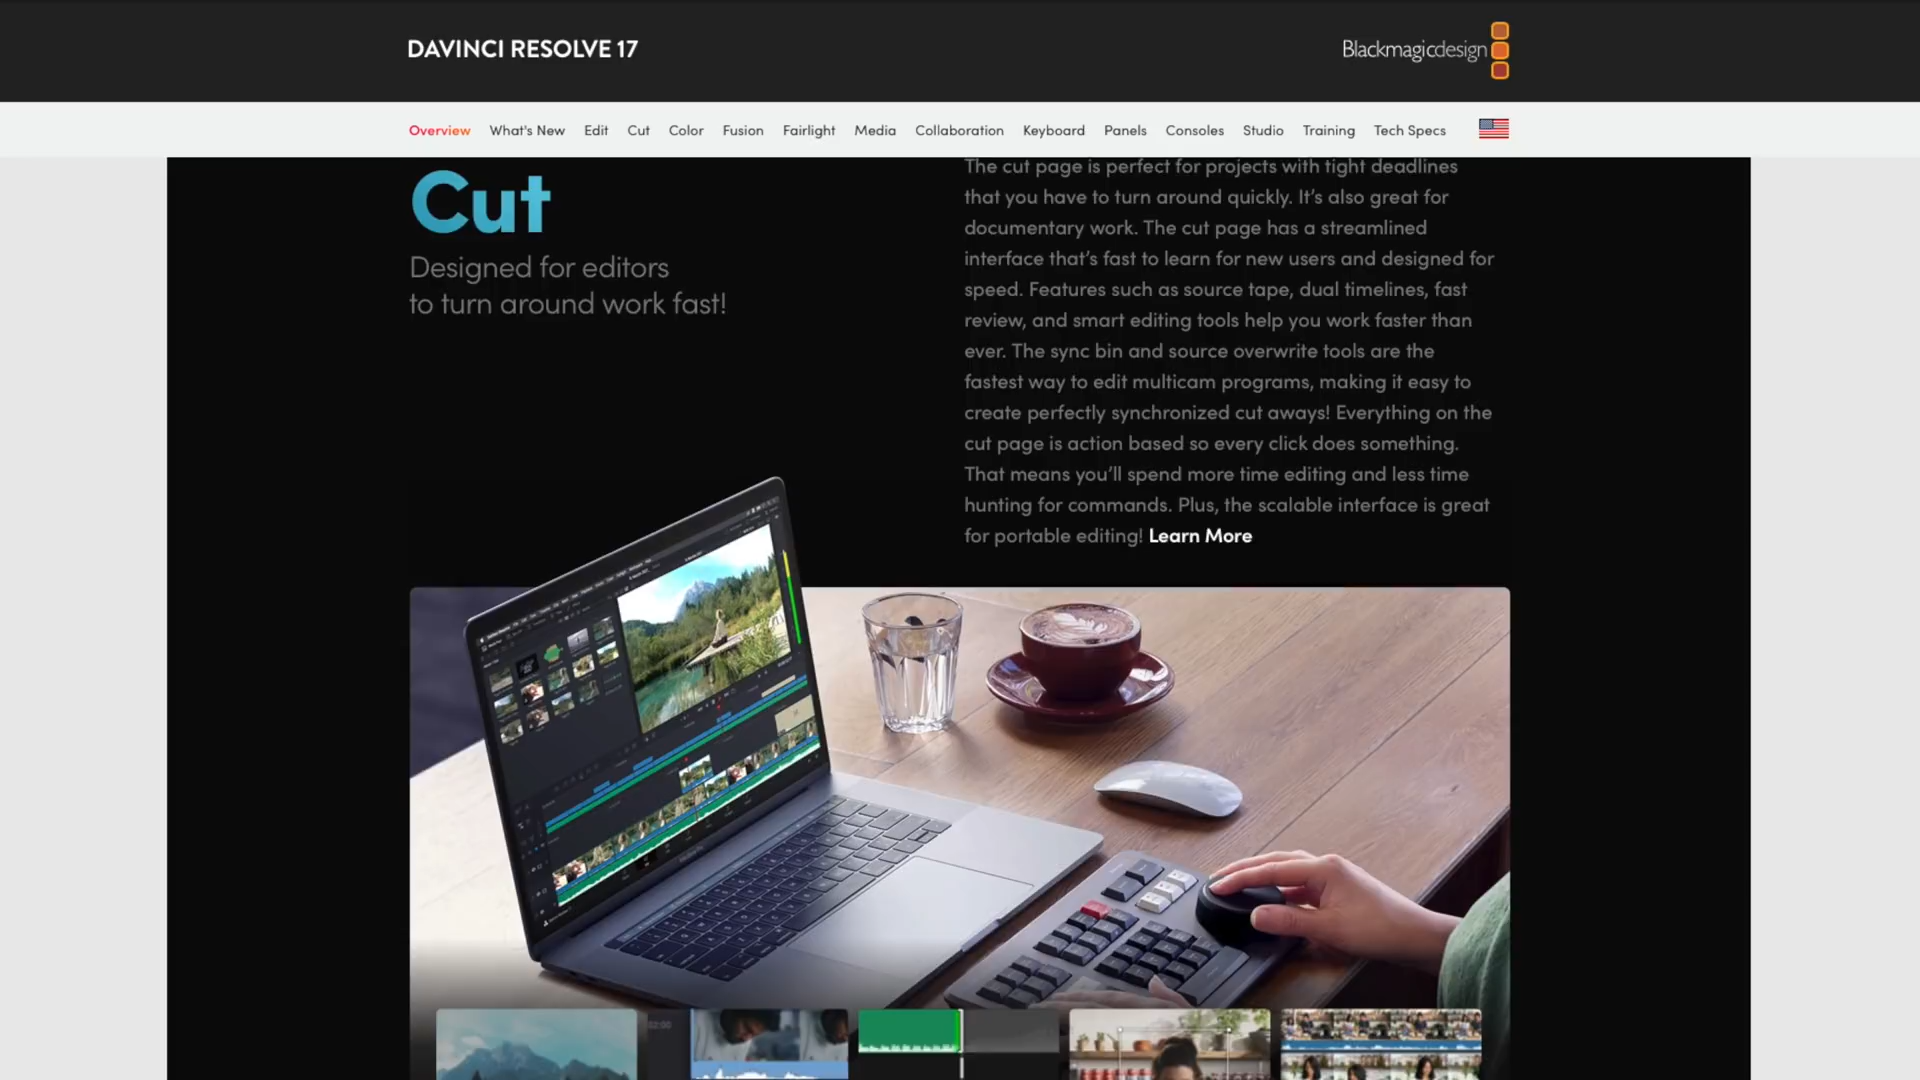 DAVINCI RESOLVE 17
Blackmagicdesign
Overview What's New Edit Cut Color Fusion Fairlight Media Collaboration Keyboard Panels Consoles Studio Training Tech Specs
Cut
Designed for editors
to turn around work fast!
The cut page is perfect for projects with tight deadlines
that you have to turn around quickly. It’s also great for
documentary work. The cut page has a streamlined
interface that’s fast to learn for new users and designed for
speed. Features such as source tape, dual timelines, fast
review, and smart editing tools help you work faster than
ever. The sync bin and source overwrite tools are the
fastest way to edit multicam programs, making it easy to
create perfectly synchronized cut aways! Everything on the
cut page is action based so every click does something.
That means you’ll spend more time editing and less time
hunting for commands. Plus, the scalable interface is great
for portable editing! Learn More